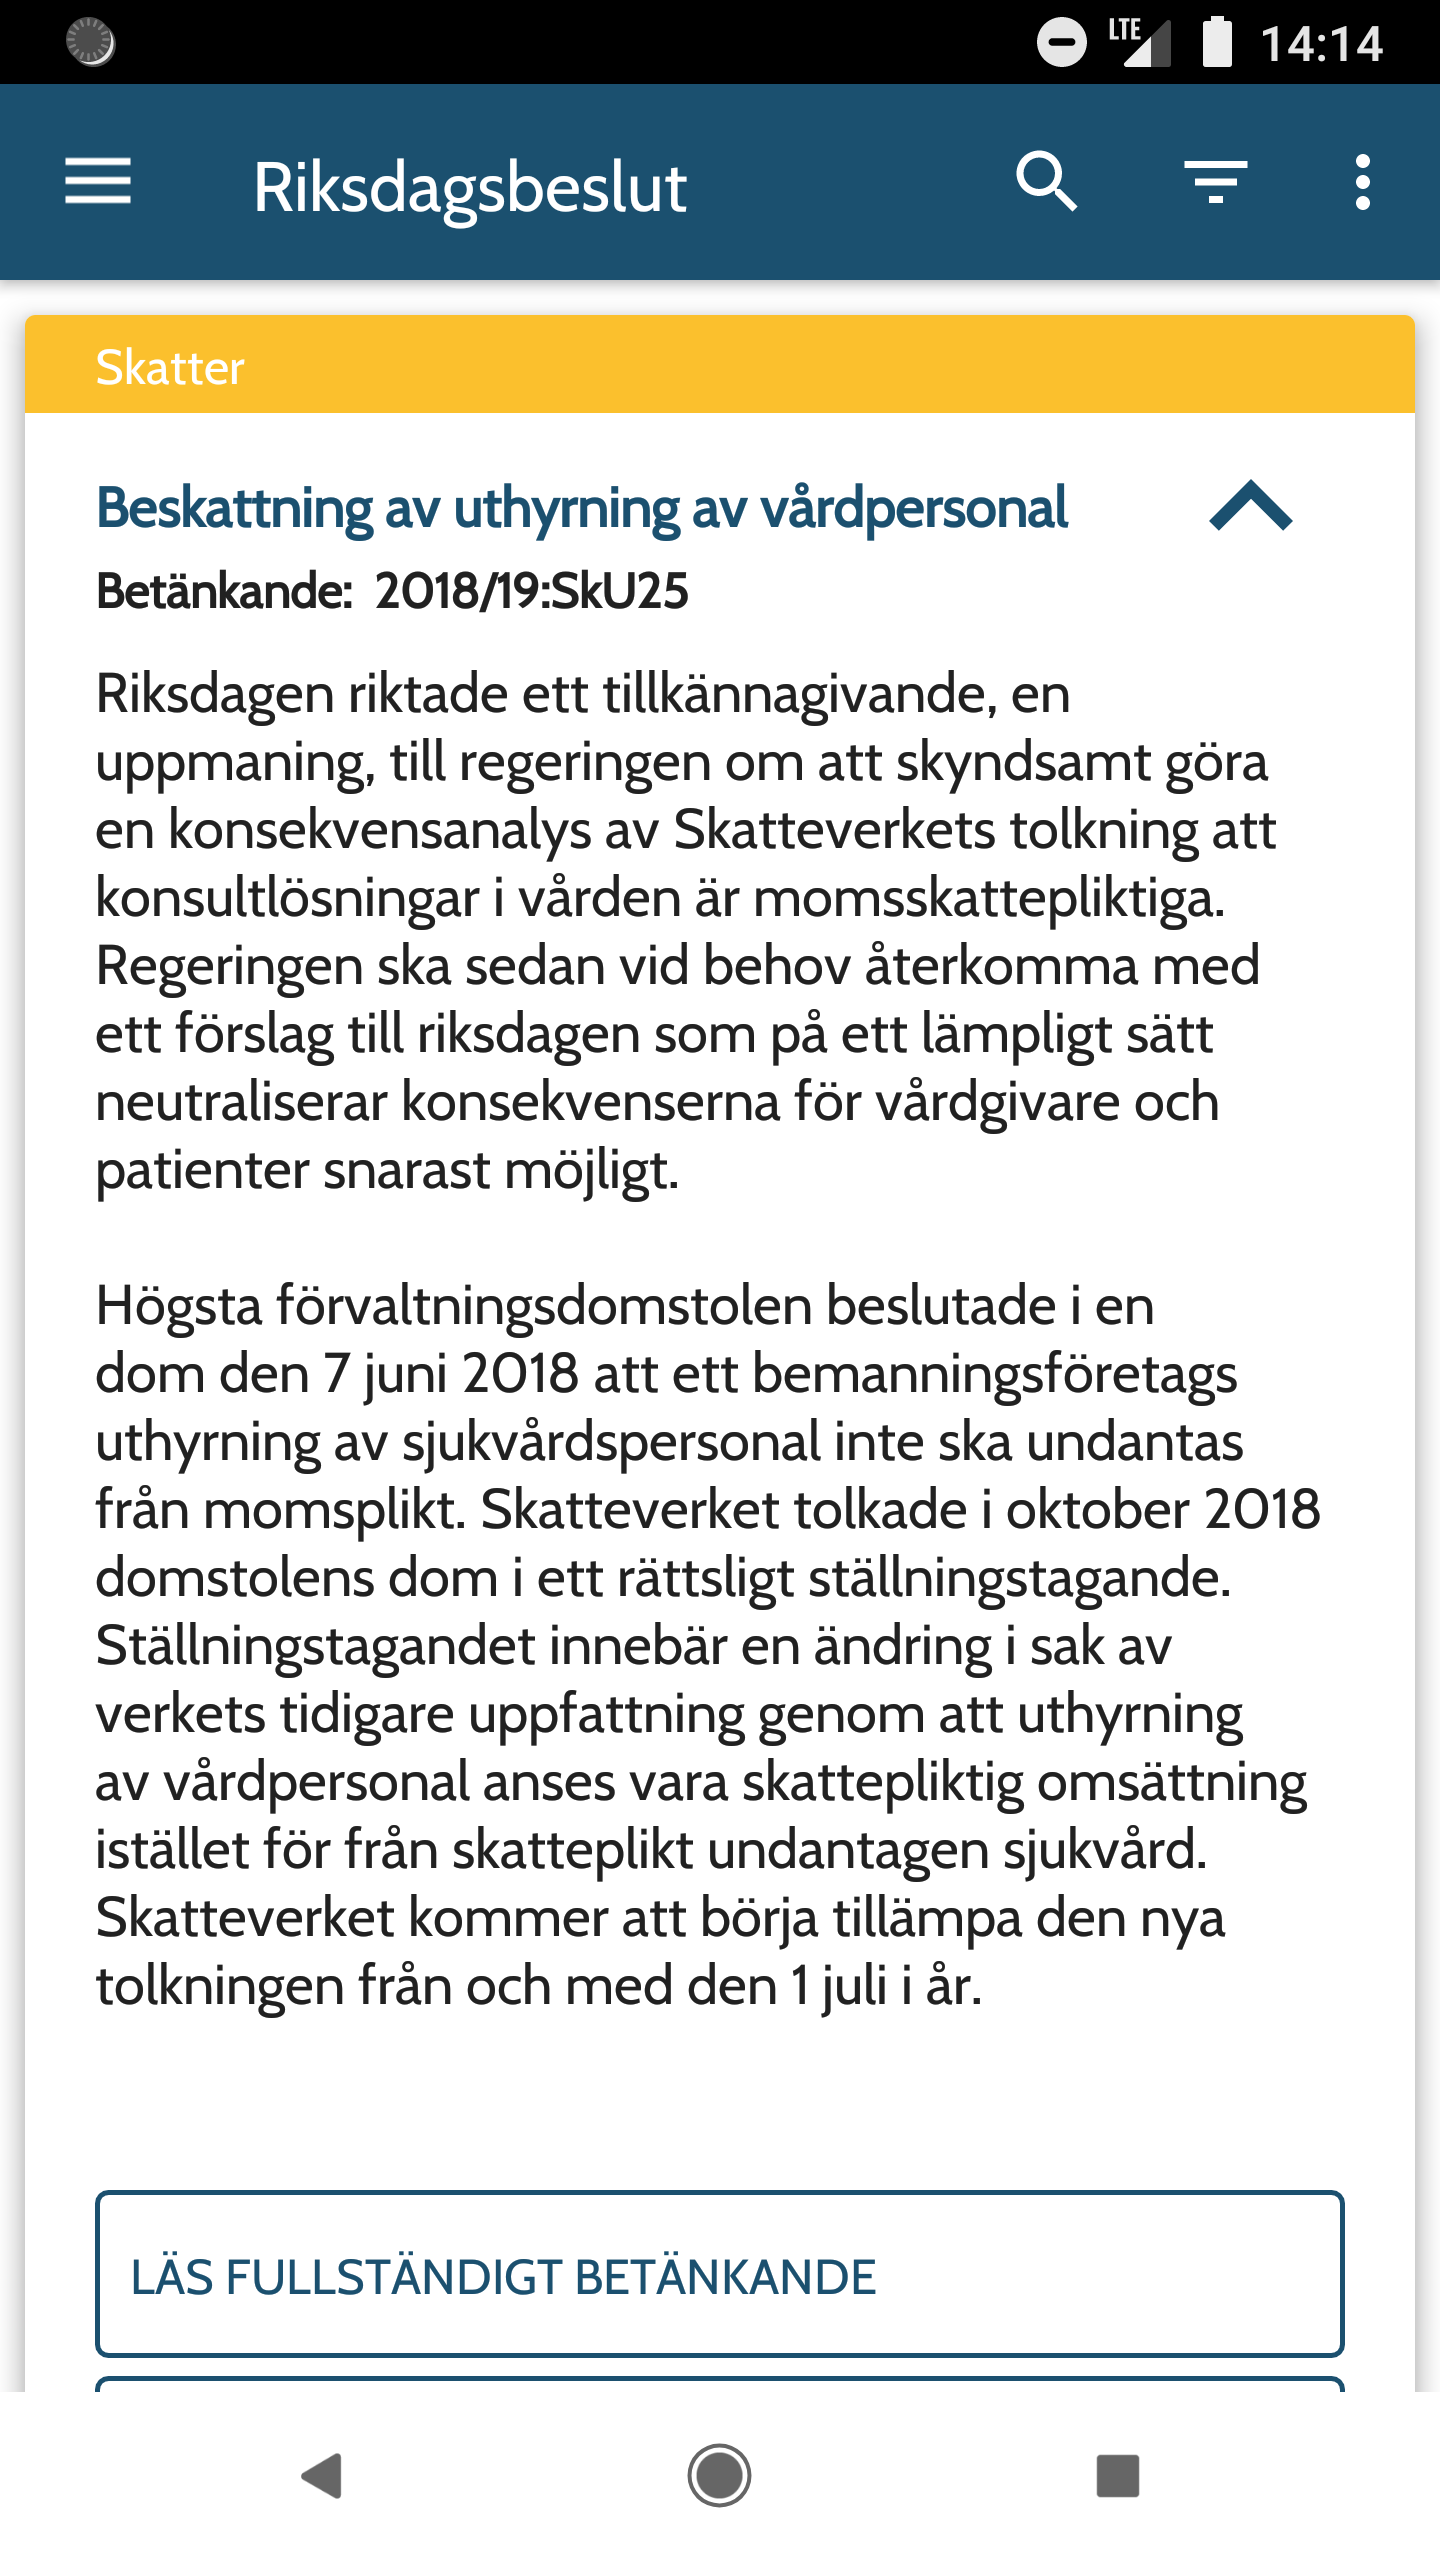 LTE 14:14
Riksdagsbeslut
Skatter
Beskattning av uthyrning av vårdpersonal
Betänkande: 2018/19:SkU25
Riksdagen riktade ett tillkännagivande, en
uppmaning, till regeringen om att skyndsamt göra
en konsekvensanalys av Skatteverkets tolkning att
konsultlösningar i vården är momsskattepliktiga.
Regeringen ska sedan vid behov återkomma med
ett förslag till riksdagen som på ett lämpligt sätt
neutraliserar konsekvenserna för vårdgivare och
patienter snarast möjligt.
Högsta förvaltningsdomstolen beslutade i en
dom den 7 juni 2018 att ett bemanningsföretags
uthyrning av sjukvårdspersonal inte ska undantas
från momsplikt. Skatteverket tolkade i oktober 2018
domstolens dom i ett rättsligt ställningstagande.
Ställningstagandet innebär en ändring i sak av
verkets tidigare uppfattning genom att uthyrning
av vårdpersonal anses vara skattepliktig omsättning
istället för från skatteplikt undantagen sjukvård.
Skatteverket kommer att börja tillämpa den nya
tolkningen från och med den 1 juli i år.
LÄS FULLSTÄNDIGT BETÄNKANDE